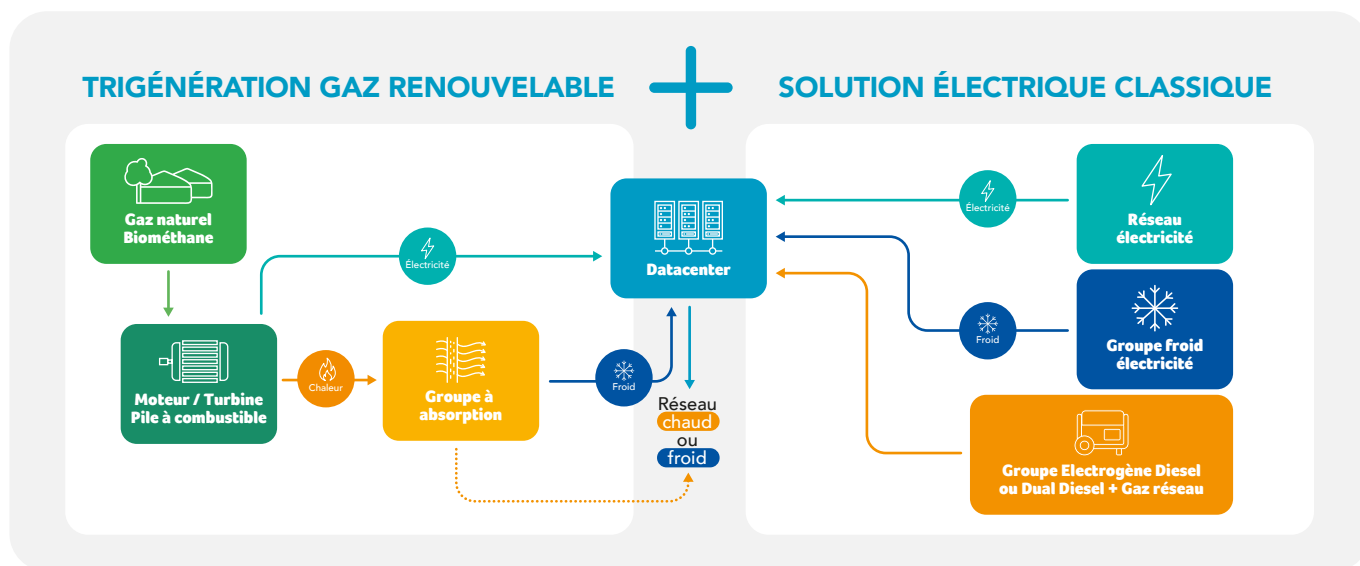 TRIGÉNÉRATION GAZ RENOUVELABLE
SOLUTION ÉLECTRIQUE CLASSIQUE
Gaz naturel
Biométhane
Électricité
Moteur / Turbine
Pile à combustible
Chaleur
Groupe à
absorption
Froid
Datacenter
Réseau
chaud
ou
froid
Électricité
Réseau
électricité
Froid
Groupe froid
électricité
Groupe Electrogène Diesel
ou Dual Diesel + Gaz réseau